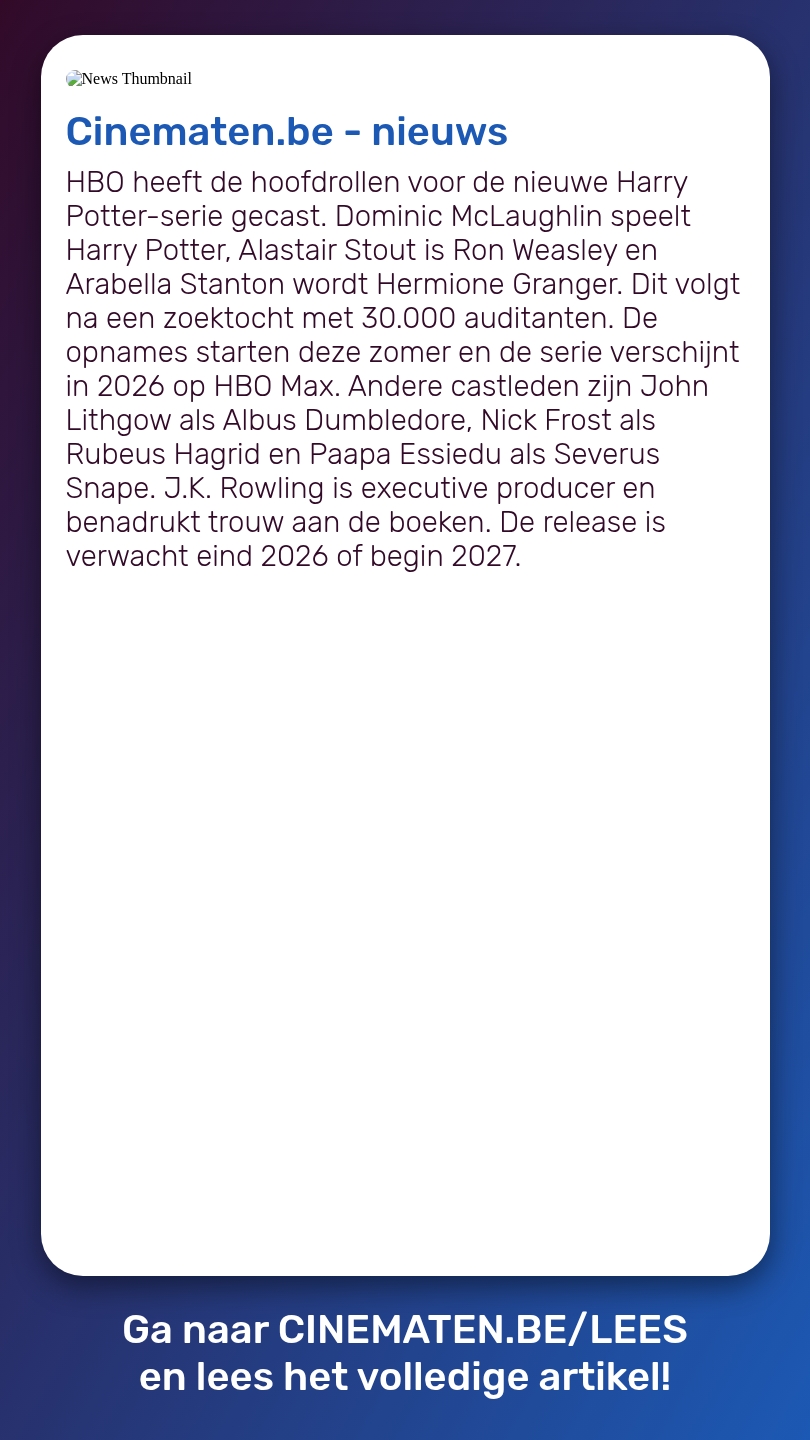 News Thumbnail
Cinematen.be - nieuws
HBO heeft de hoofdrollen voor de nieuwe Harry
Potter-serie gecast. Dominic McLaughlin speelt
Harry Potter, Alastair Stout is Ron Weasley en
Arabella Stanton wordt Hermione Granger. Dit volgt
na een zoektocht met 30.000 auditanten. De
opnames starten deze zomer en de serie verschijnt
in 2026 op HBO Max. Andere castleden zijn John
Lithgow als Albus Dumbledore, Nick Frost als
Rubeus Hagrid en Paapa Essiedu als Severus
Snape. J.K. Rowling is executive producer en
benadrukt trouw aan de boeken. De release is
verwacht eind 2026 of begin 2027.
Ga naar CINEMATEN.BE/LEES
en lees het volledige artikel!